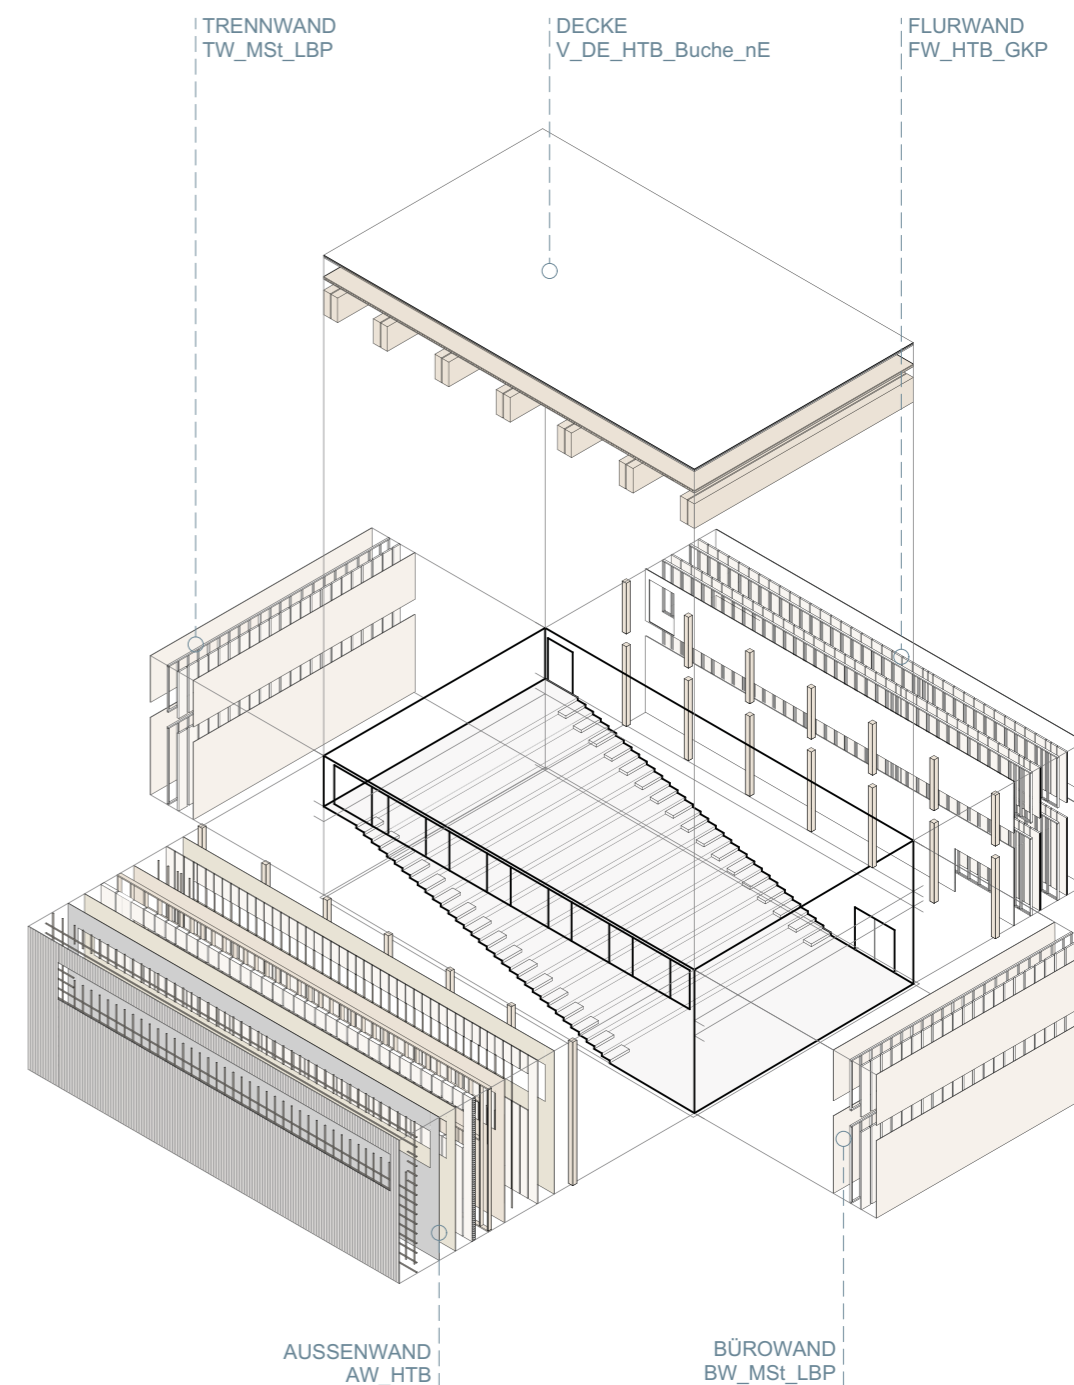 TRENNWAND
TW_MSt_LBP
DECKE
V_DE_HTB_Buche_nE
FLURWAND
FW_HTB_GKP
AUSSENWAND
AW_HTB
BÜROWAND
BW_MSt_LBP